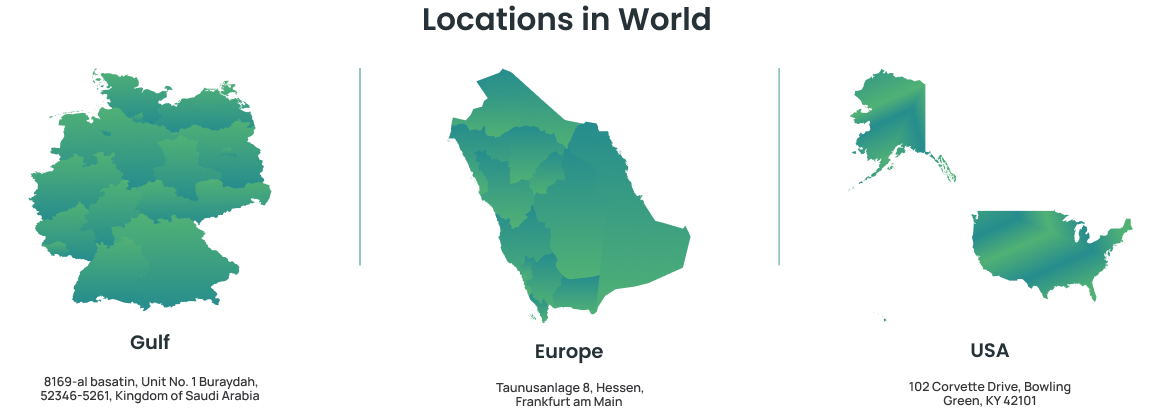 Locations in World
Gulf
8169-al basatin, Unit No. 1 Buraydah,
52346-5261, Kingdom of Saudi Arabia
Europe
Taunusanlage 8, Hessen,
Frankfurt am Main
USA
102 Corvette Drive, Bowling
Green, KY 42101